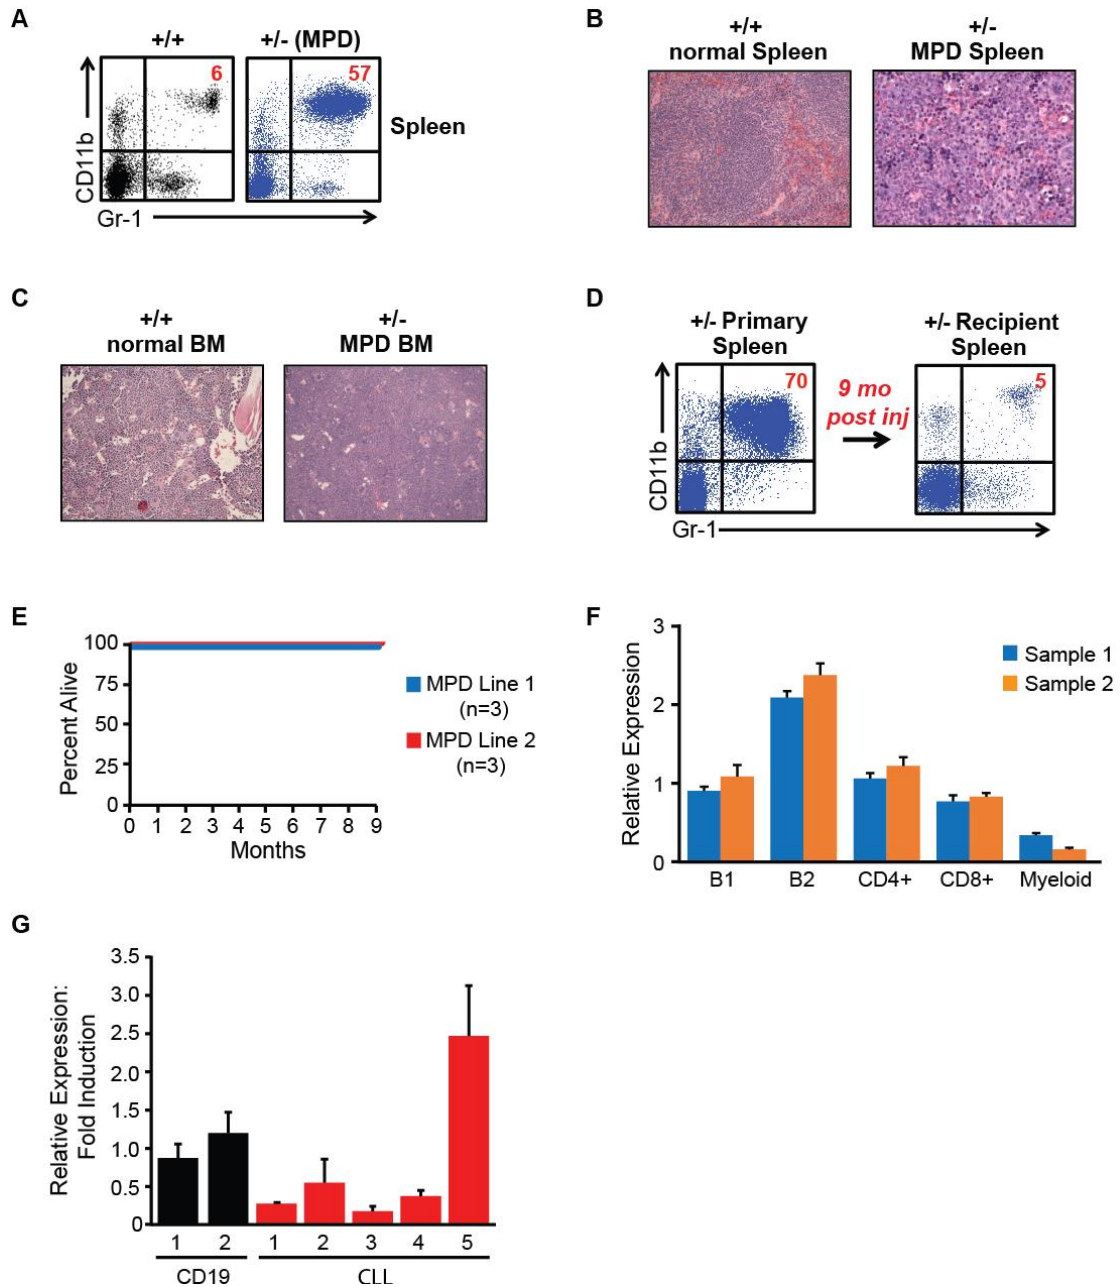 A
+/+
+/- (MPD)
6
57
CD11b
Gr-1
Spleen
B
+/+
normal Spleen
+/-
MPD Spleen
C
+/+
normal BM
+/-
MPD BM
D
+/- Primary
Spleen
+/- Recipient
Spleen
70
9 mo
post inj
5
CD11b
Gr-1
E
Percent Alive
100
75
50
25
0
0 1 2 3 4 5 6 7 8 9
Months
MPD Line 1
(n=3)
MPD Line 2
(n=3)
F
Relative Expression
3
2
1
0
B1 B2 CD4+ CD8+ Myeloid
Sample 1
Sample 2
G
Relative Expression:
Fold Induction
3.5
3.0
2.5
2.0
1.5
1.0
0.5
0
1 2 1 2 3 4 5
CD19 CLL